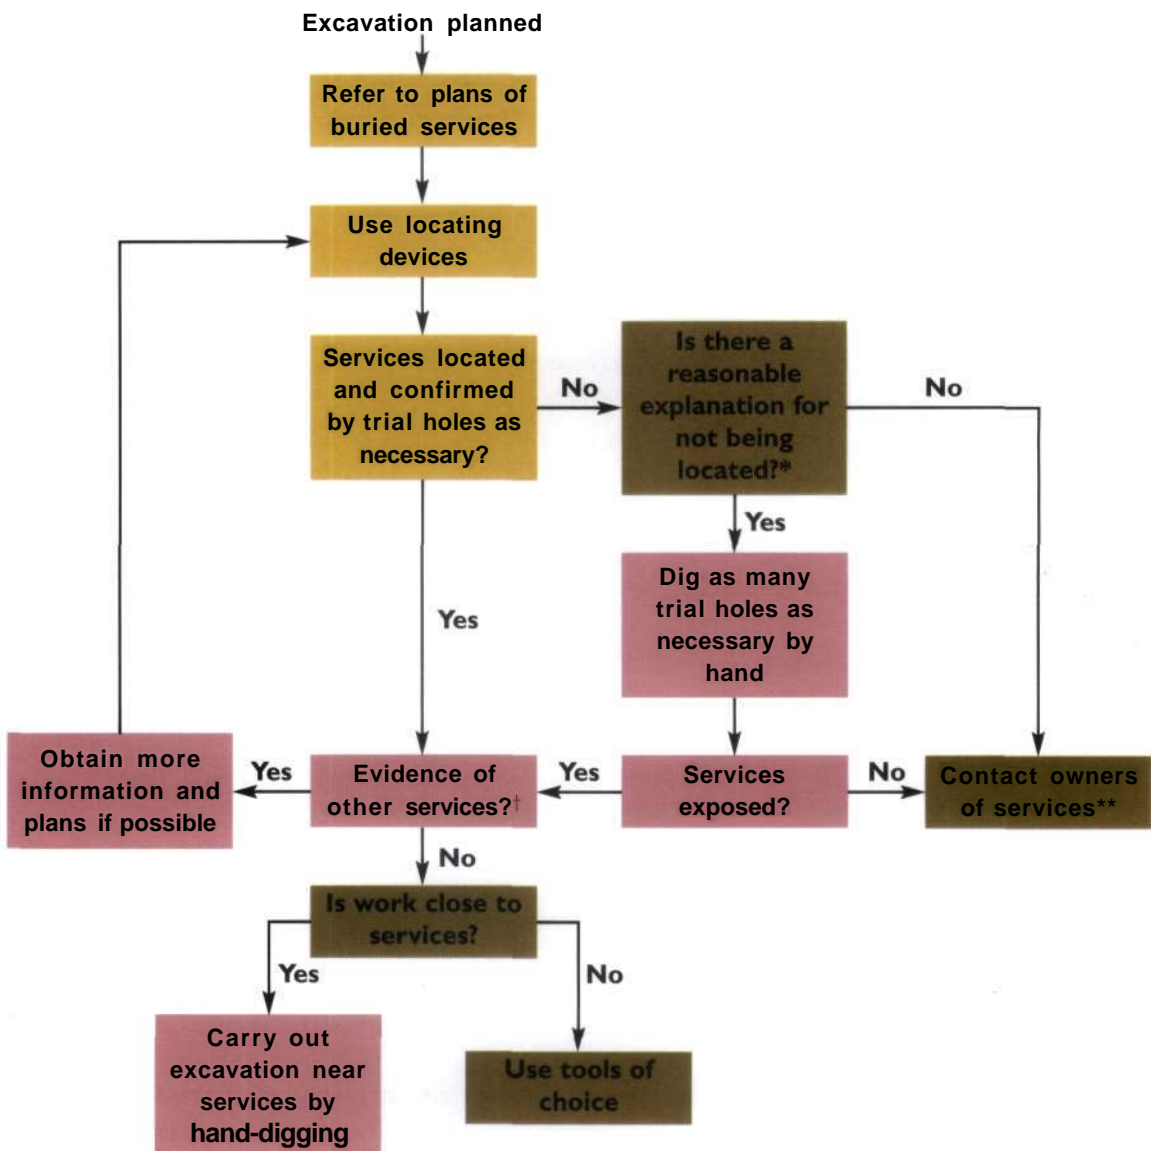 Excavation planned
Refer to plans of
buried services
Use locating
devices
Services located
and confirmed
by trial holes as
necessary?
No
Is there a
reasonable
explanation for
not being
located?*
No
Yes
Yes
Dig as many
trial holes as
necessary by
hand
Obtain more
information and
plans if possible
Yes
Evidence of
other services?†
Yes
Services
exposed?
No
Contact owners
of services**
No
Is work close to
services?
Yes
No
Carry out
excavation near
services by
hand-digging
Use tools of
choice